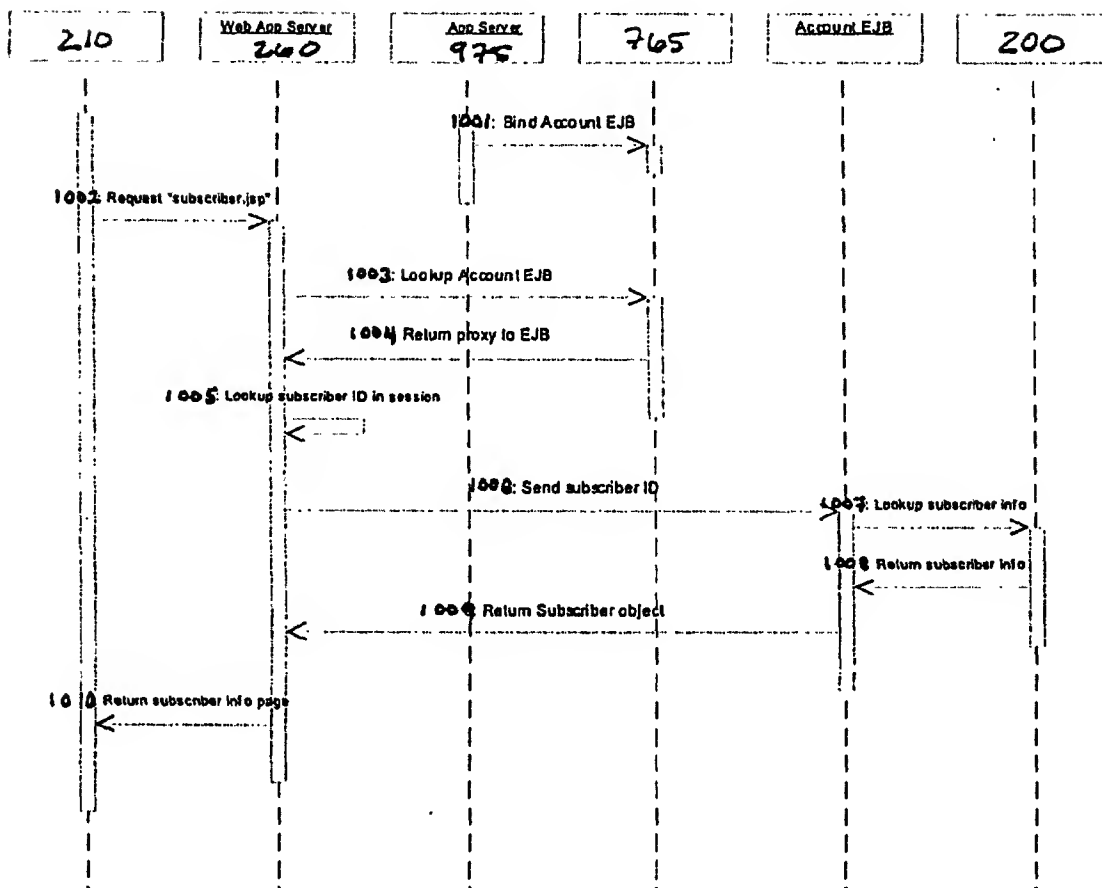 210
Web App Server
260
App Server
975
765
Account EJB
200
1001: Bind Account EJB
1002: Request "subscriber.jsp"
1003: Lookup Account EJB
1004 Return proxy to EJB
1005: Lookup subscriber ID in session
1006: Send subscriber ID
1007: Lookup subscriber info
1008 Return subscriber info
1009 Return Subscriber object
1010 Return subscriber info page